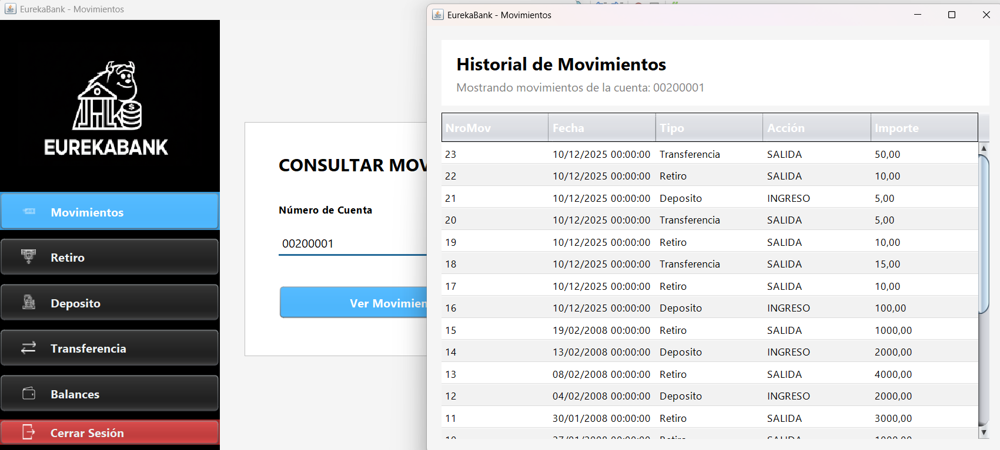 EurekaBank - Movimientos
EUREKABANK
Movimientos
Retiro
Deposito
Transferencia
Balances
Cerrar Sesión
CONSULTAR MOV
Número de Cuenta
00200001
Ver Movimien
EurekaBank - Movimientos
Historial de Movimientos
Mostrando movimientos de la cuenta: 00200001
NroMov Fecha Tipo Acción Importe
23 10/12/2025 00:00:00 Transferencia SALIDA 50,00
22 10/12/2025 00:00:00 Retiro SALIDA 10,00
21 10/12/2025 00:00:00 Deposito INGRESO 5,00
20 10/12/2025 00:00:00 Transferencia SALIDA 5,00
19 10/12/2025 00:00:00 Retiro SALIDA 10,00
18 10/12/2025 00:00:00 Transferencia SALIDA 15,00
17 10/12/2025 00:00:00 Retiro SALIDA 10,00
16 10/12/2025 00:00:00 Deposito INGRESO 100,00
15 19/02/2008 00:00:00 Retiro SALIDA 1000,00
14 13/02/2008 00:00:00 Deposito INGRESO 2000,00
13 08/02/2008 00:00:00 Retiro SALIDA 4000,00
12 04/02/2008 00:00:00 Deposito INGRESO 2000,00
11 30/01/2008 00:00:00 Retiro SALIDA 3000,00